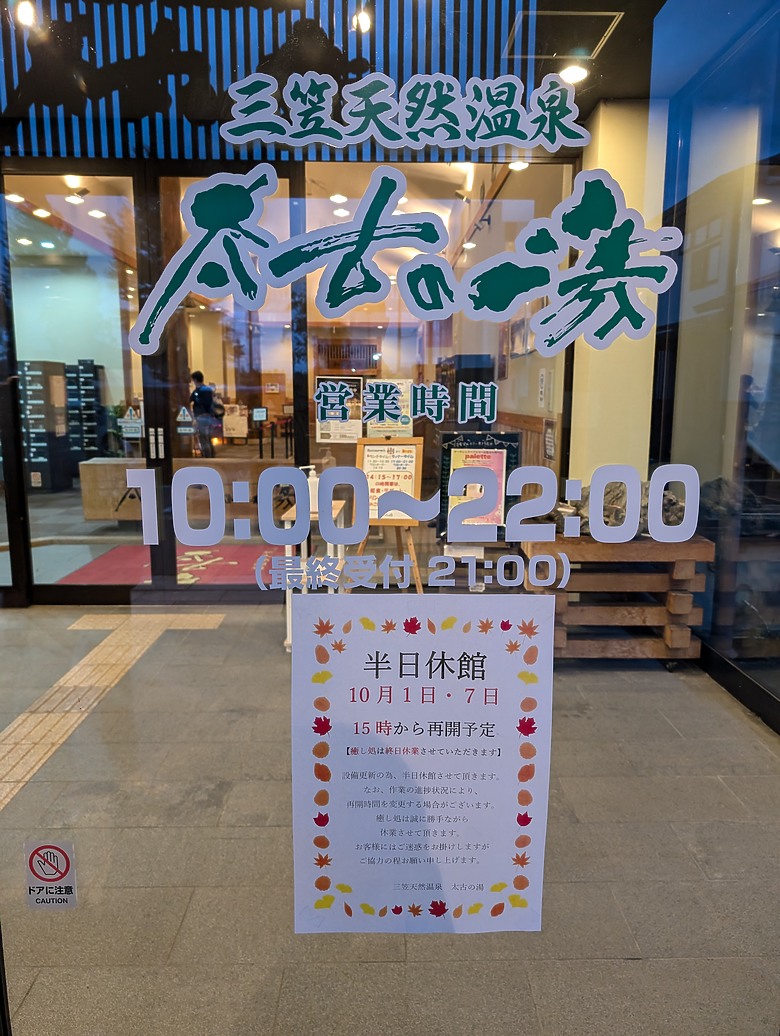 三笠天然温泉
太古の湯
営業時間
10:00～22:00
(最終受付 21:00)
palette
半日休館
10月1日・7日
15時から再開予定
【癒し処は終日休業させていただきます】
設備更新の為、半日休館させて頂きます。
なお、作業の進捗状況により、
再開時間を変更する場合がございます。
癒し処は誠に勝手ながら
休業させて頂きます。
お客様にはご迷惑をお掛けしますが
ご協力の程お願い申し上げます。
三笠天然温泉 太古の湯
ドアに注意
CAUTION